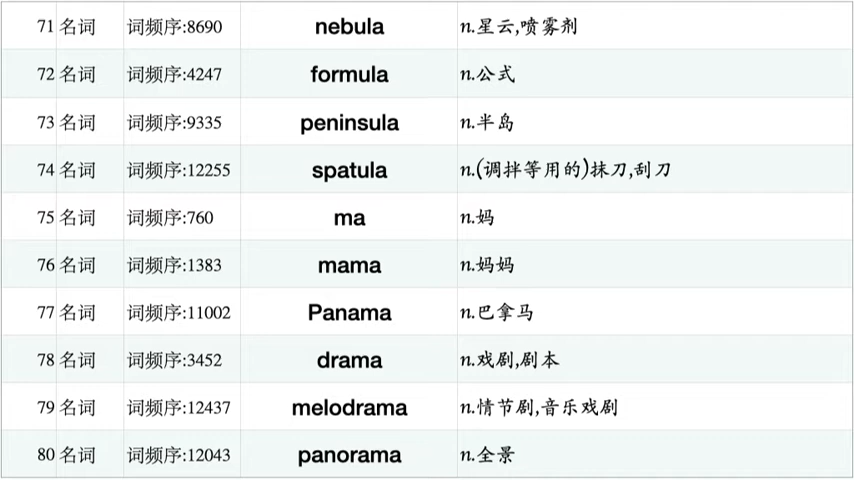 71 名词 词频序:8690 nebula n.星云,喷雾剂
72 名词 词频序:4247 formula n.公式
73 名词 词频序:9335 peninsula n.半岛
74 名词 词频序:12255 spatula n.(调拌等用的)抹刀,刮刀
75 名词 词频序:760 ma n.妈
76 名词 词频序:1383 mama n.妈妈
77 名词 词频序:11002 Panama n.巴拿马
78 名词 词频序:3452 drama n.戏剧,剧本
79 名词 词频序:12437 melodrama n.情节剧,音乐戏剧
80 名词 词频序:12043 panorama n.全景